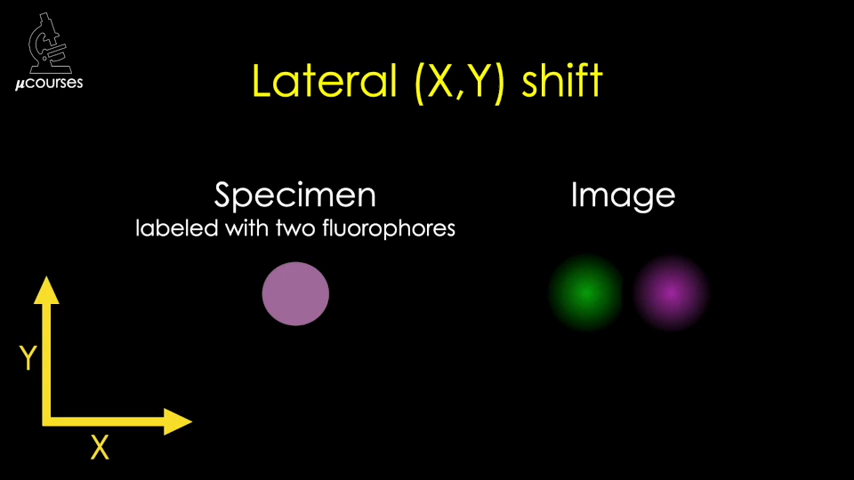 µcourses
Lateral (X,Y) shift
Specimen
labeled with two fluorophores
Image
Y
X